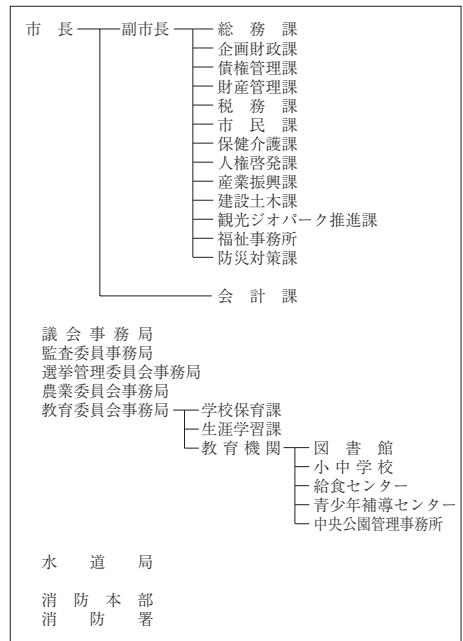 市長 副市長 総務課
企画財政課
債権管理課
財産管理課
税務課
市民課
保健介護課
人権啓発課
産業振興課
建設土木課
観光ジオパーク推進課
福祉事務所
防災対策課
会計課
議会事務局
監査委員事務局
選挙管理委員会事務局
農業委員会事務局
教育委員会事務局 学校保育課
生涯学習課
教育機関 図書館
小中学校
給食センター
青少年補導センター
中央公園管理事務所
水道局
消防本部
消防署